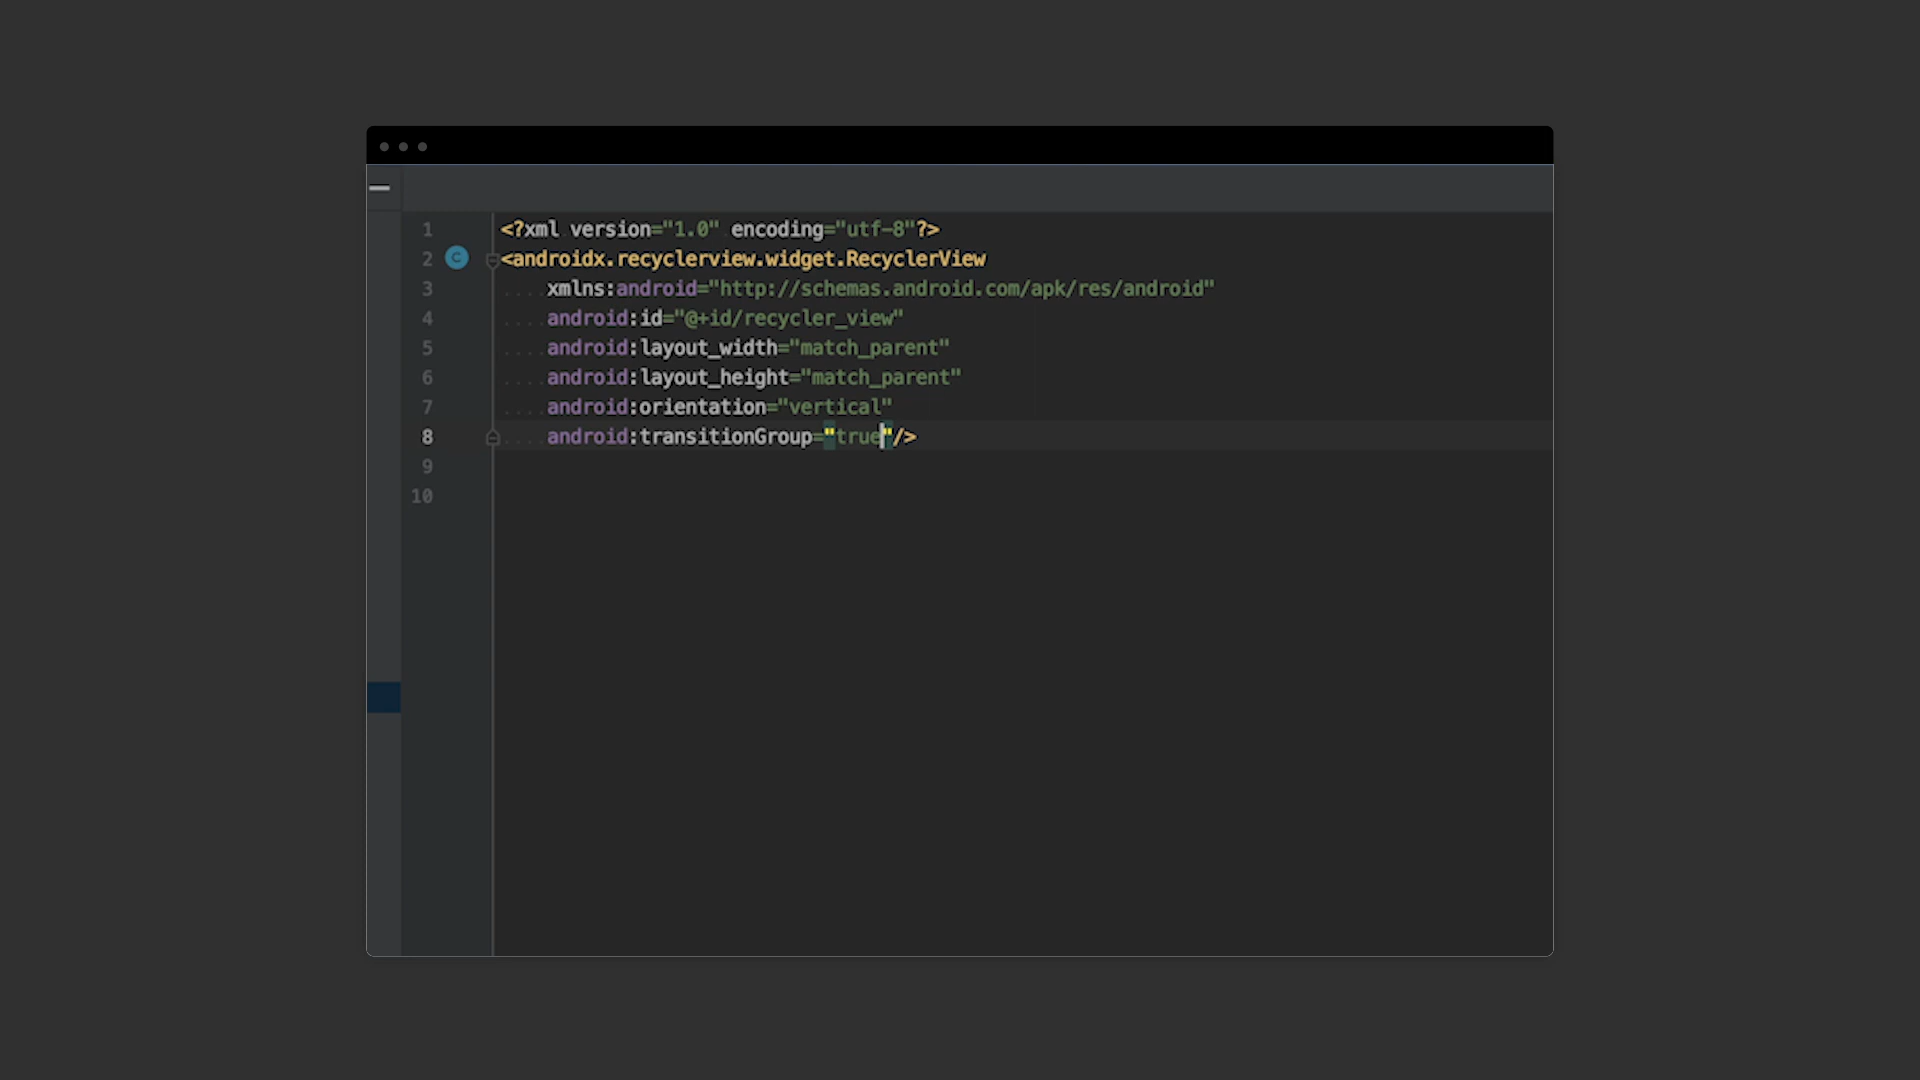 1 <?xml version="1.0" encoding="utf-8"?>
2 C <androidx.recyclerview.widget.RecyclerView
3 xmlns:android="http://schemas.android.com/apk/res/android"
4 android:id="@+id/recycler_view"
5 android:layout_width="match_parent"
6 android:layout_height="match_parent"
7 android:orientation="vertical"
8 android:transitionGroup="true"/>
9
10